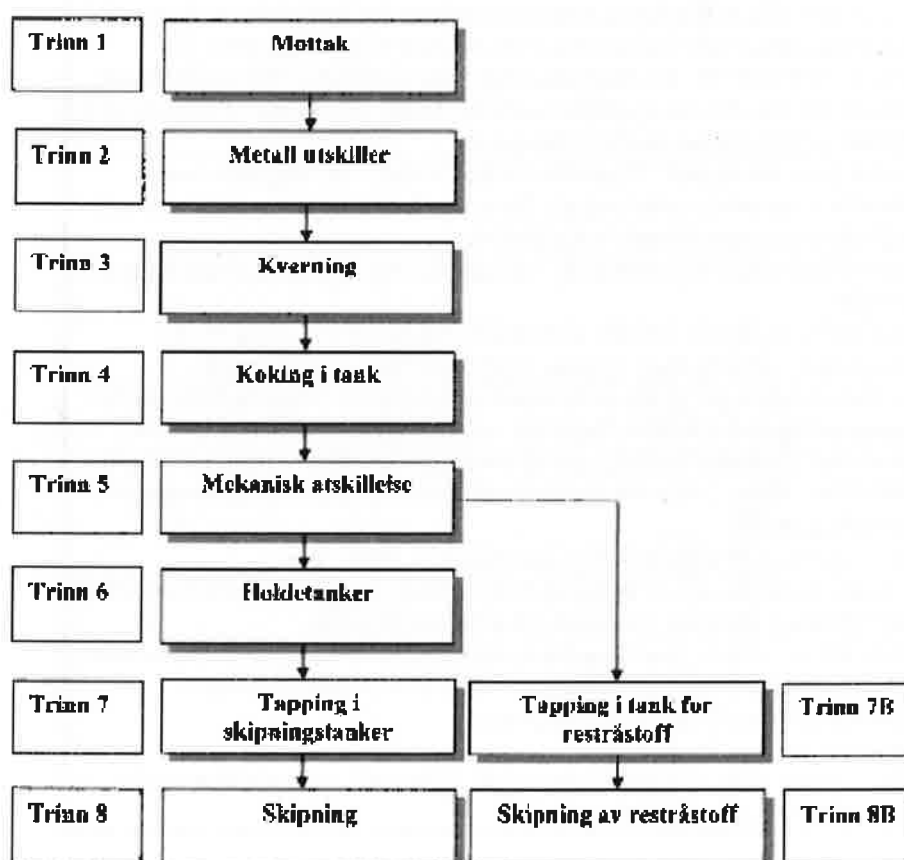 Trinn 1
Mottak
Trinn 2
Metall utskiller
Trinn 3
Kverning
Trinn 4
Koking i tank
Trinn 5
Mekanisk atskillelse
Trinn 6
Holdetanker
Trinn 7
Tapping i
skipningstanker
Tapping i tank for
restråstoff
Trinn 7B
Trinn 8
Skipning
Skipning av restråstoff
Trinn 8B